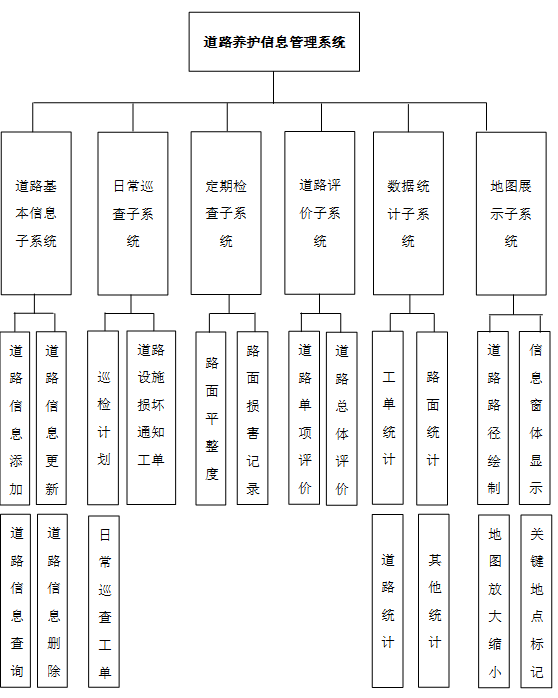 道路养护信息管理系统
道路基
本信息
子系统
日常巡
查子系
统
定期检
查子系
统
道路评
价子系
统
数据统
计子系
统
地图展
示子系
统
道路信息添加
道路信息更新
巡检计划
道路
设施
损坏
通知
工单
路面平整度
路面损害记录
道路单项评价
道路总体评价
工单统计
路面统计
道路路径绘制
信息窗体显示
道路信息查询
道路信息删除
日常巡查工单
道路统计
其他统计
地图放大缩小
关键地点标记